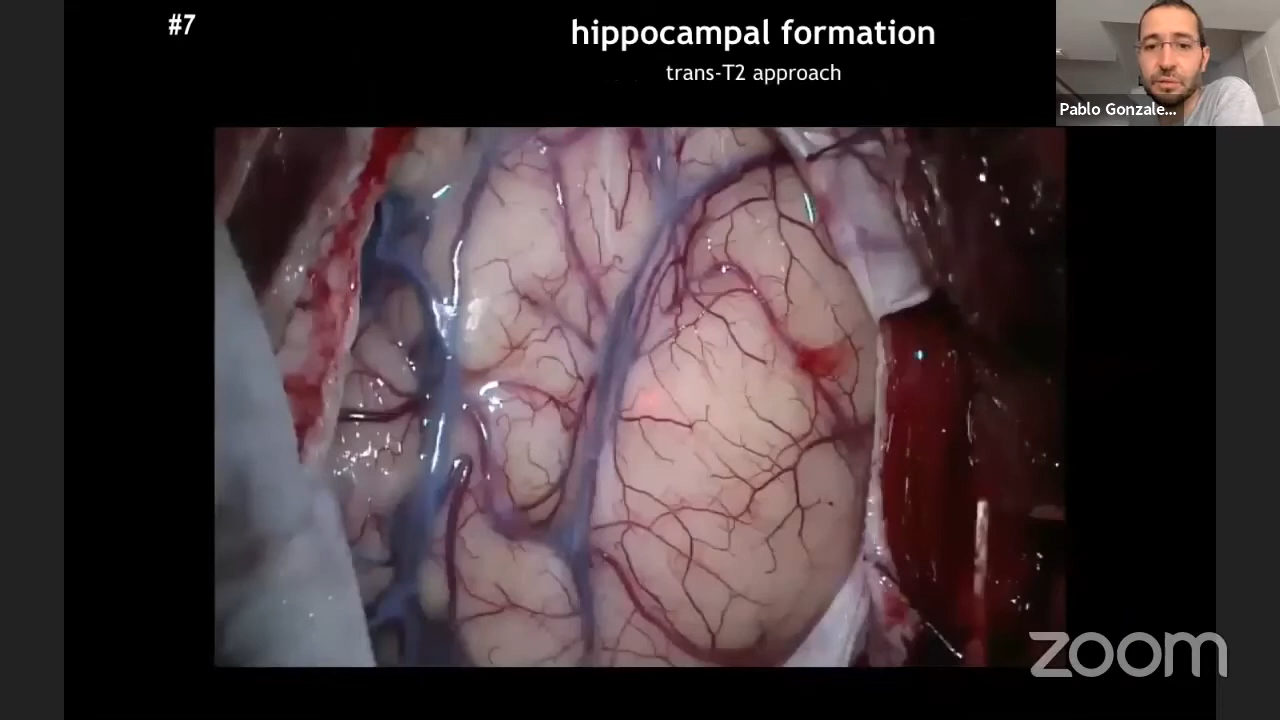 #7
hippocampal formation
trans-T2 approach
Pablo Gonzale...
zoom